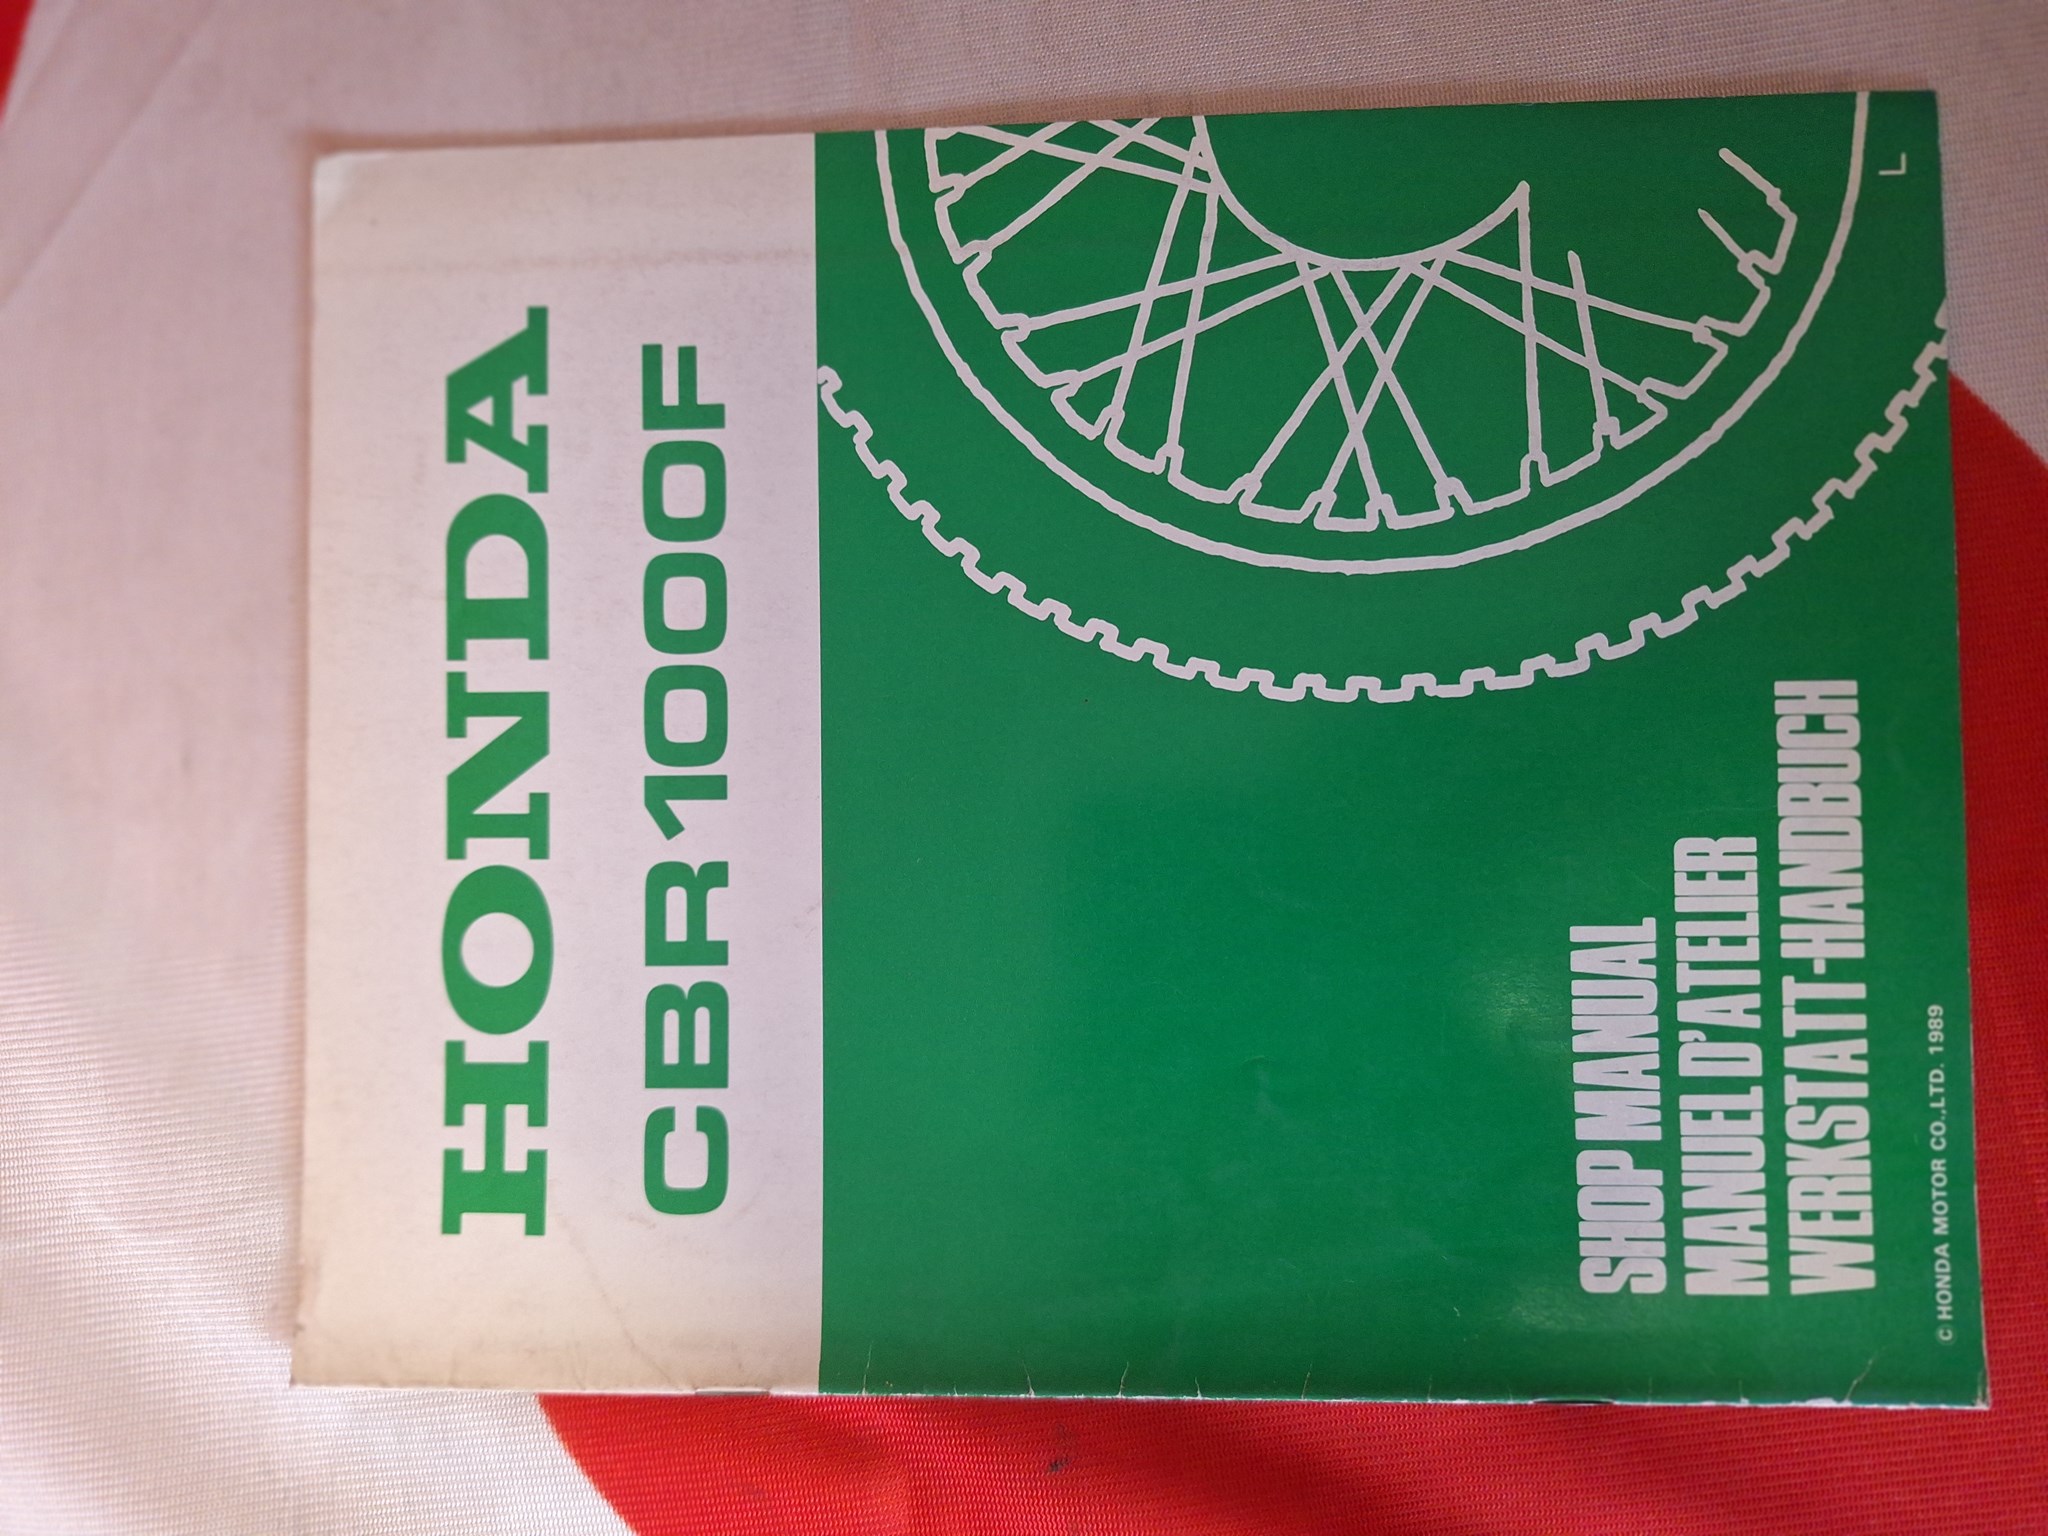 HONDA
CBR1000F
SHOP MANUAL
MANUEL D'ATELIER
WERKSTATT-HANDBUCH
© HONDA MOTOR CO.,LTD. 1989
L